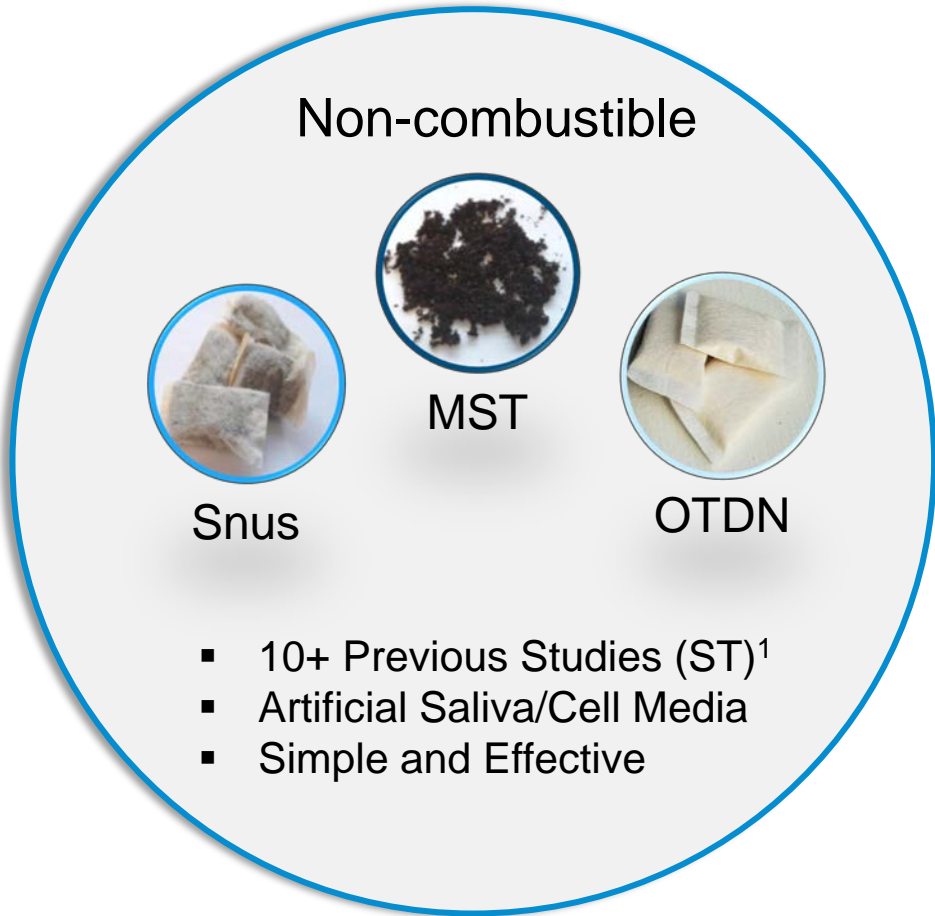 Non-combustible
MST
Snus
OTDN
▪ 10+ Previous Studies (ST)¹
▪ Artificial Saliva/Cell Media
▪ Simple and Effective